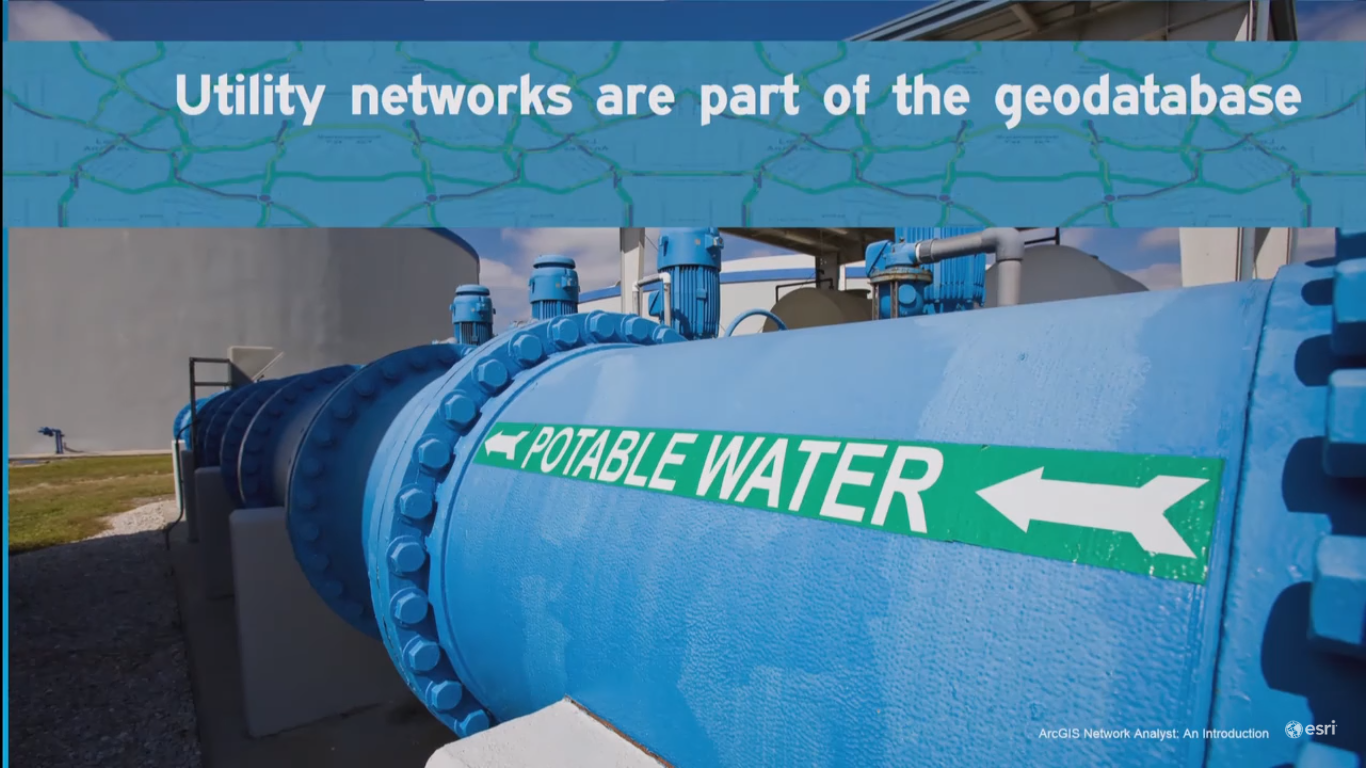 Utility networks are part of the geodatabase
POTABLE WATER
ArcGIS Network Analyst: An Introduction
esri